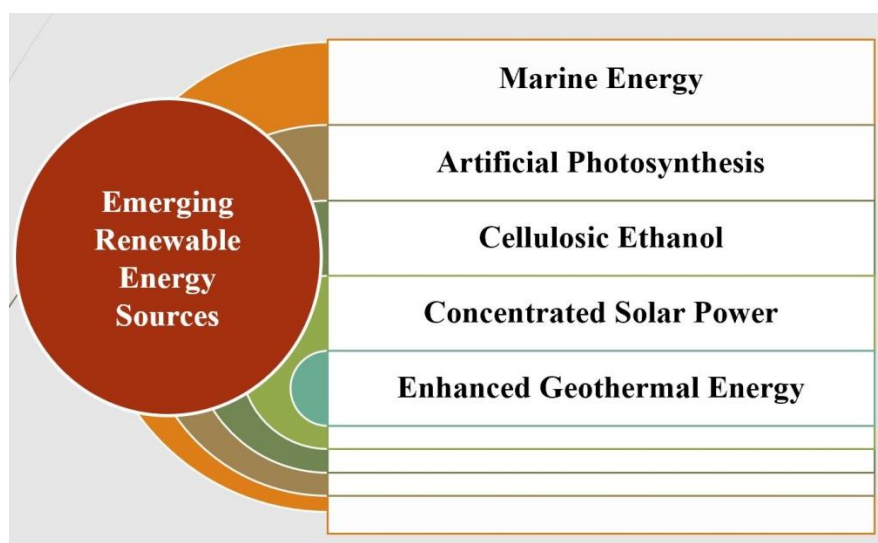 Emerging
Renewable
Energy
Sources
Marine Energy
Artificial Photosynthesis
Cellulosic Ethanol
Concentrated Solar Power
Enhanced Geothermal Energy